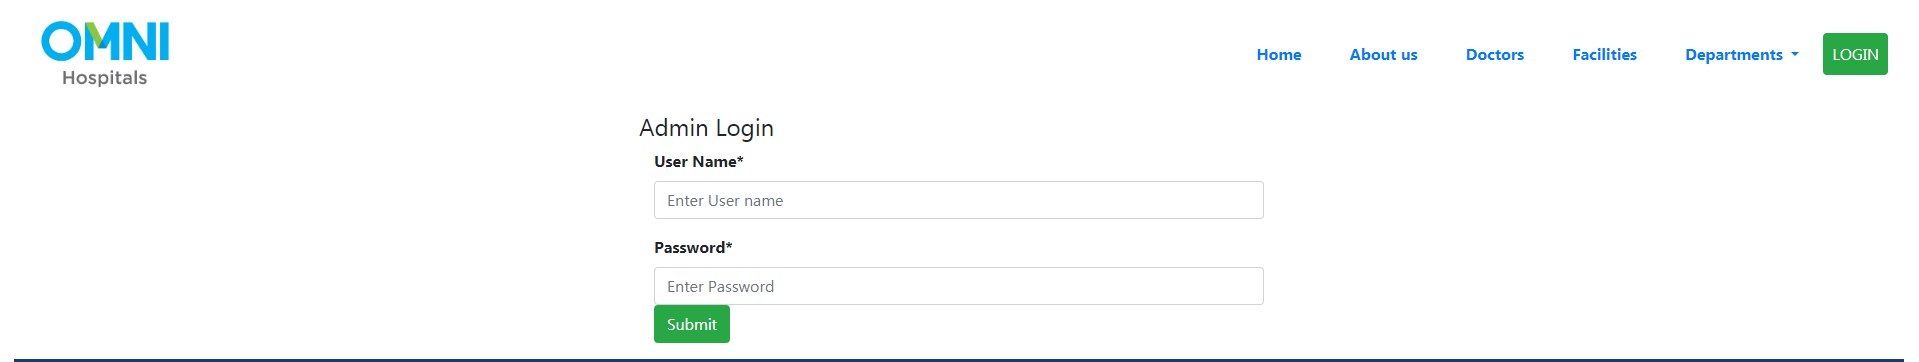 OMNI
Hospitals
Home About us Doctors Facilities Departments LOGIN
Admin Login
User Name*
Enter User name
Password*
Enter Password
Submit